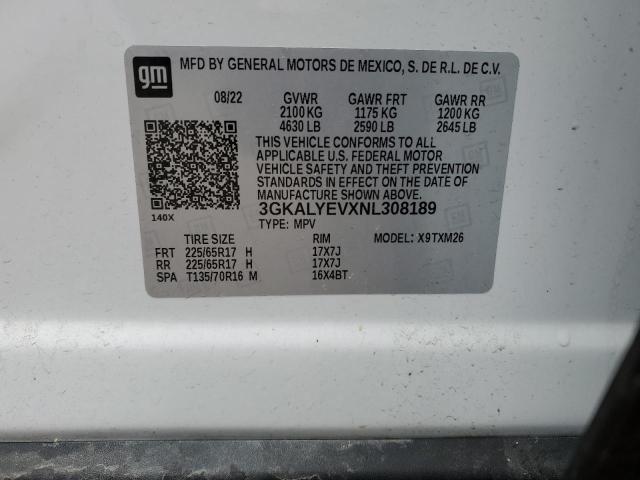 gm
MFD BY GENERAL MOTORS DE MEXICO, S. DE R.L. DE C.V.
08/22 GVWR GAWR FRT GAWR RR
2100 KG 1175 KG 1200 KG
4630 LB 2590 LB 2645 LB
THIS VEHICLE CONFORMS TO ALL
APPLICABLE U.S. FEDERAL MOTOR
VEHICLE SAFETY AND THEFT PREVENTION
STANDARDS IN EFFECT ON THE DATE OF
MANUFACTURE SHOWN ABOVE.
140X 3GKALYEVXNL308189
TYPE: MPV MODEL: X9TXM26
TIRE SIZE RIM
FRT 225/65R17 H 17X7J
RR 225/65R17 H 17X7J
SPA T135/70R16 M 16X4BT